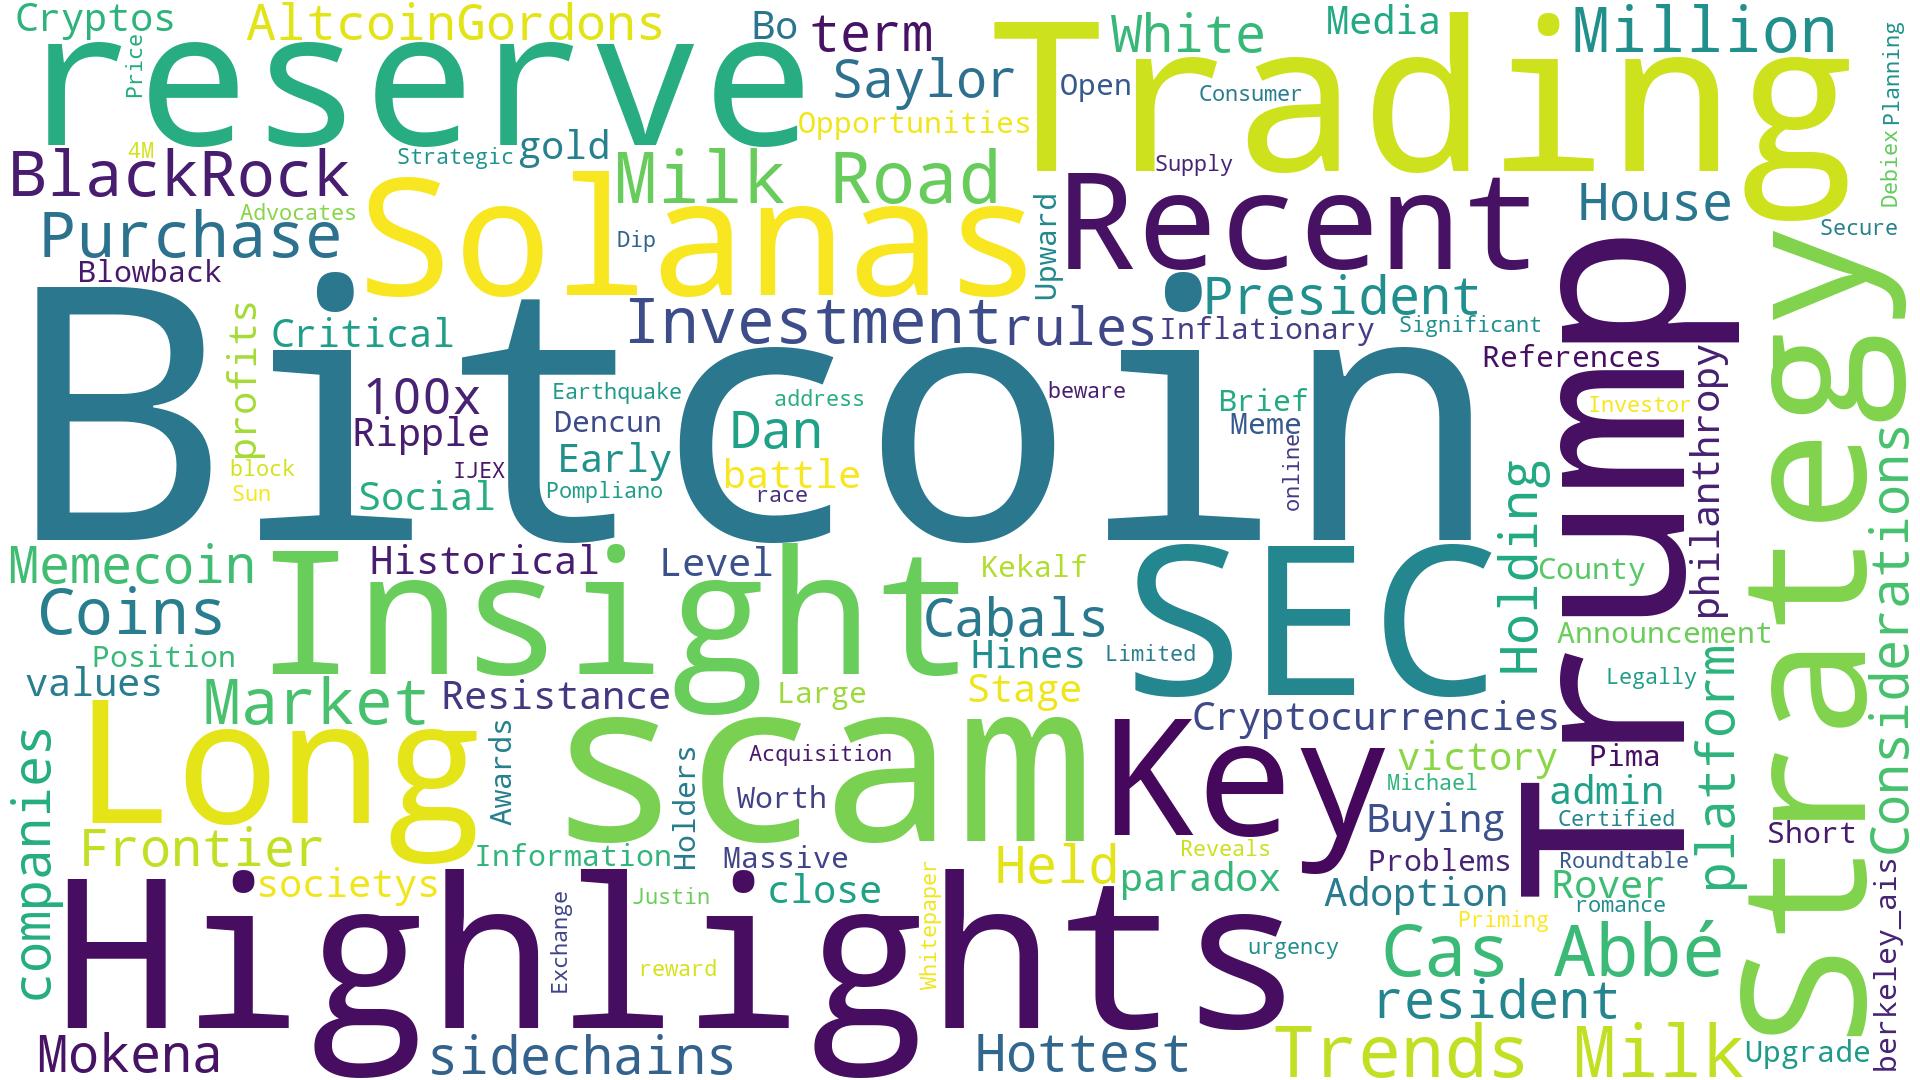 Cryptos
AltcoinGordons
Bo
term
White
Media
Million
Price
reserve
Saylor
Open
Consumer
Trading
Planning
Opportunities
4M
Strategic
gold
BlackRock
Milk Road
Supply
Debiex
Solanas
Recent
House
Advocates
Purchase
Dip
Upward
Secure
Blowback
President
Investment
rules
Inflationary
Significant
Critical
profits
References
Bitcoin
100x
Earthquake
address
beware
Brief
Investor
Ripple
Dencun
Dan
Meme
philanthropy
Early
block
IJEX
battle
online
Sun
Social
Pompliano
race
Trump
Strategy
Holding
Considerations
Memecoin
Historical
Level
Kekalf
SEC
County
Coins
Insight
Cabals
Announcement
Position
Hines
Limited
values
Market
Resistance
Large
Stage
Legally
Long
scam
Key
Cryptocurrencies
platform
companies
Awards
Holders
Acquisition
victory
Pima
Michael
Worth
admin
Buying
Certified
Short
Frontier
Information
Massive
Held
Reveals
Problems
Roundtable
societys
Justin
close
paradox
Adoption
Rover
romance
Highlights
Exchange
Whitepaper
Priming
urgency
Cas Abbé
reward
resident
berkeley_ais
Mokena
sidechains
Hottest
Trends
Milk
Upgrade